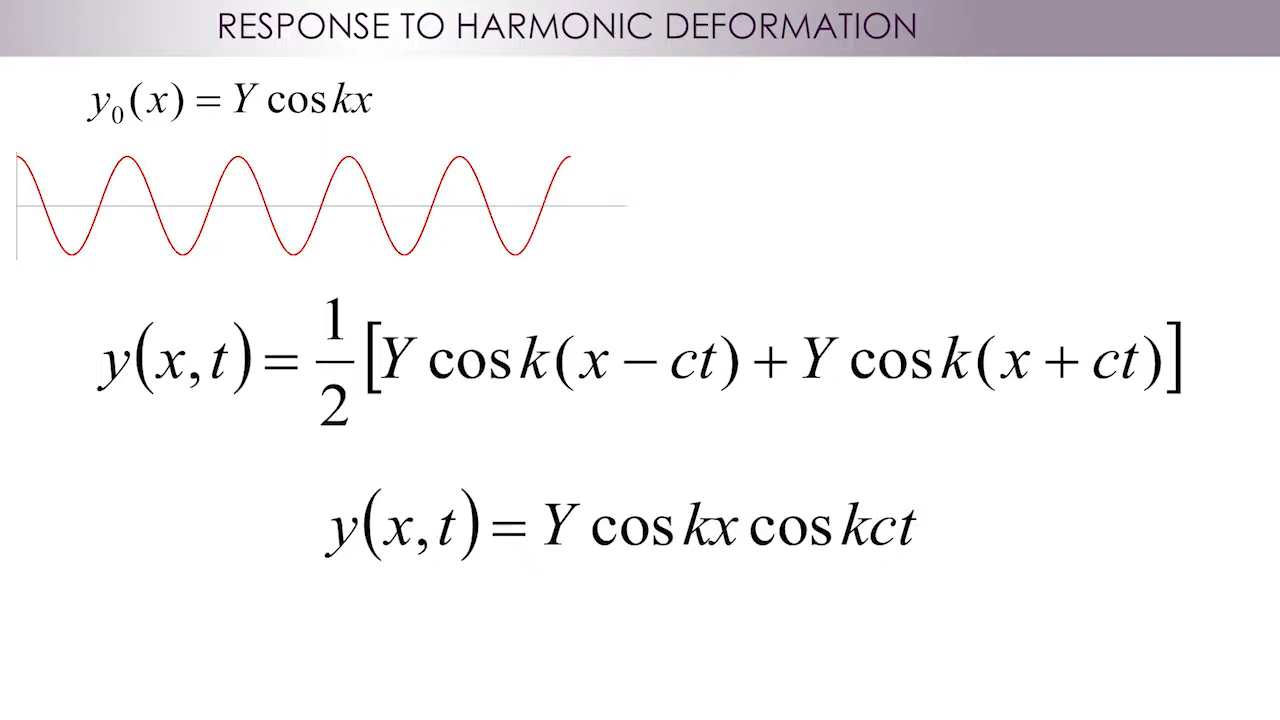 RESPONSE TO HARMONIC DEFORMATION
y₀(x) = Y cos kx
y(x,t) = 1/2 [Y cos k(x − ct) + Y cos k(x + ct)]
y(x,t) = Y cos kx cos kct